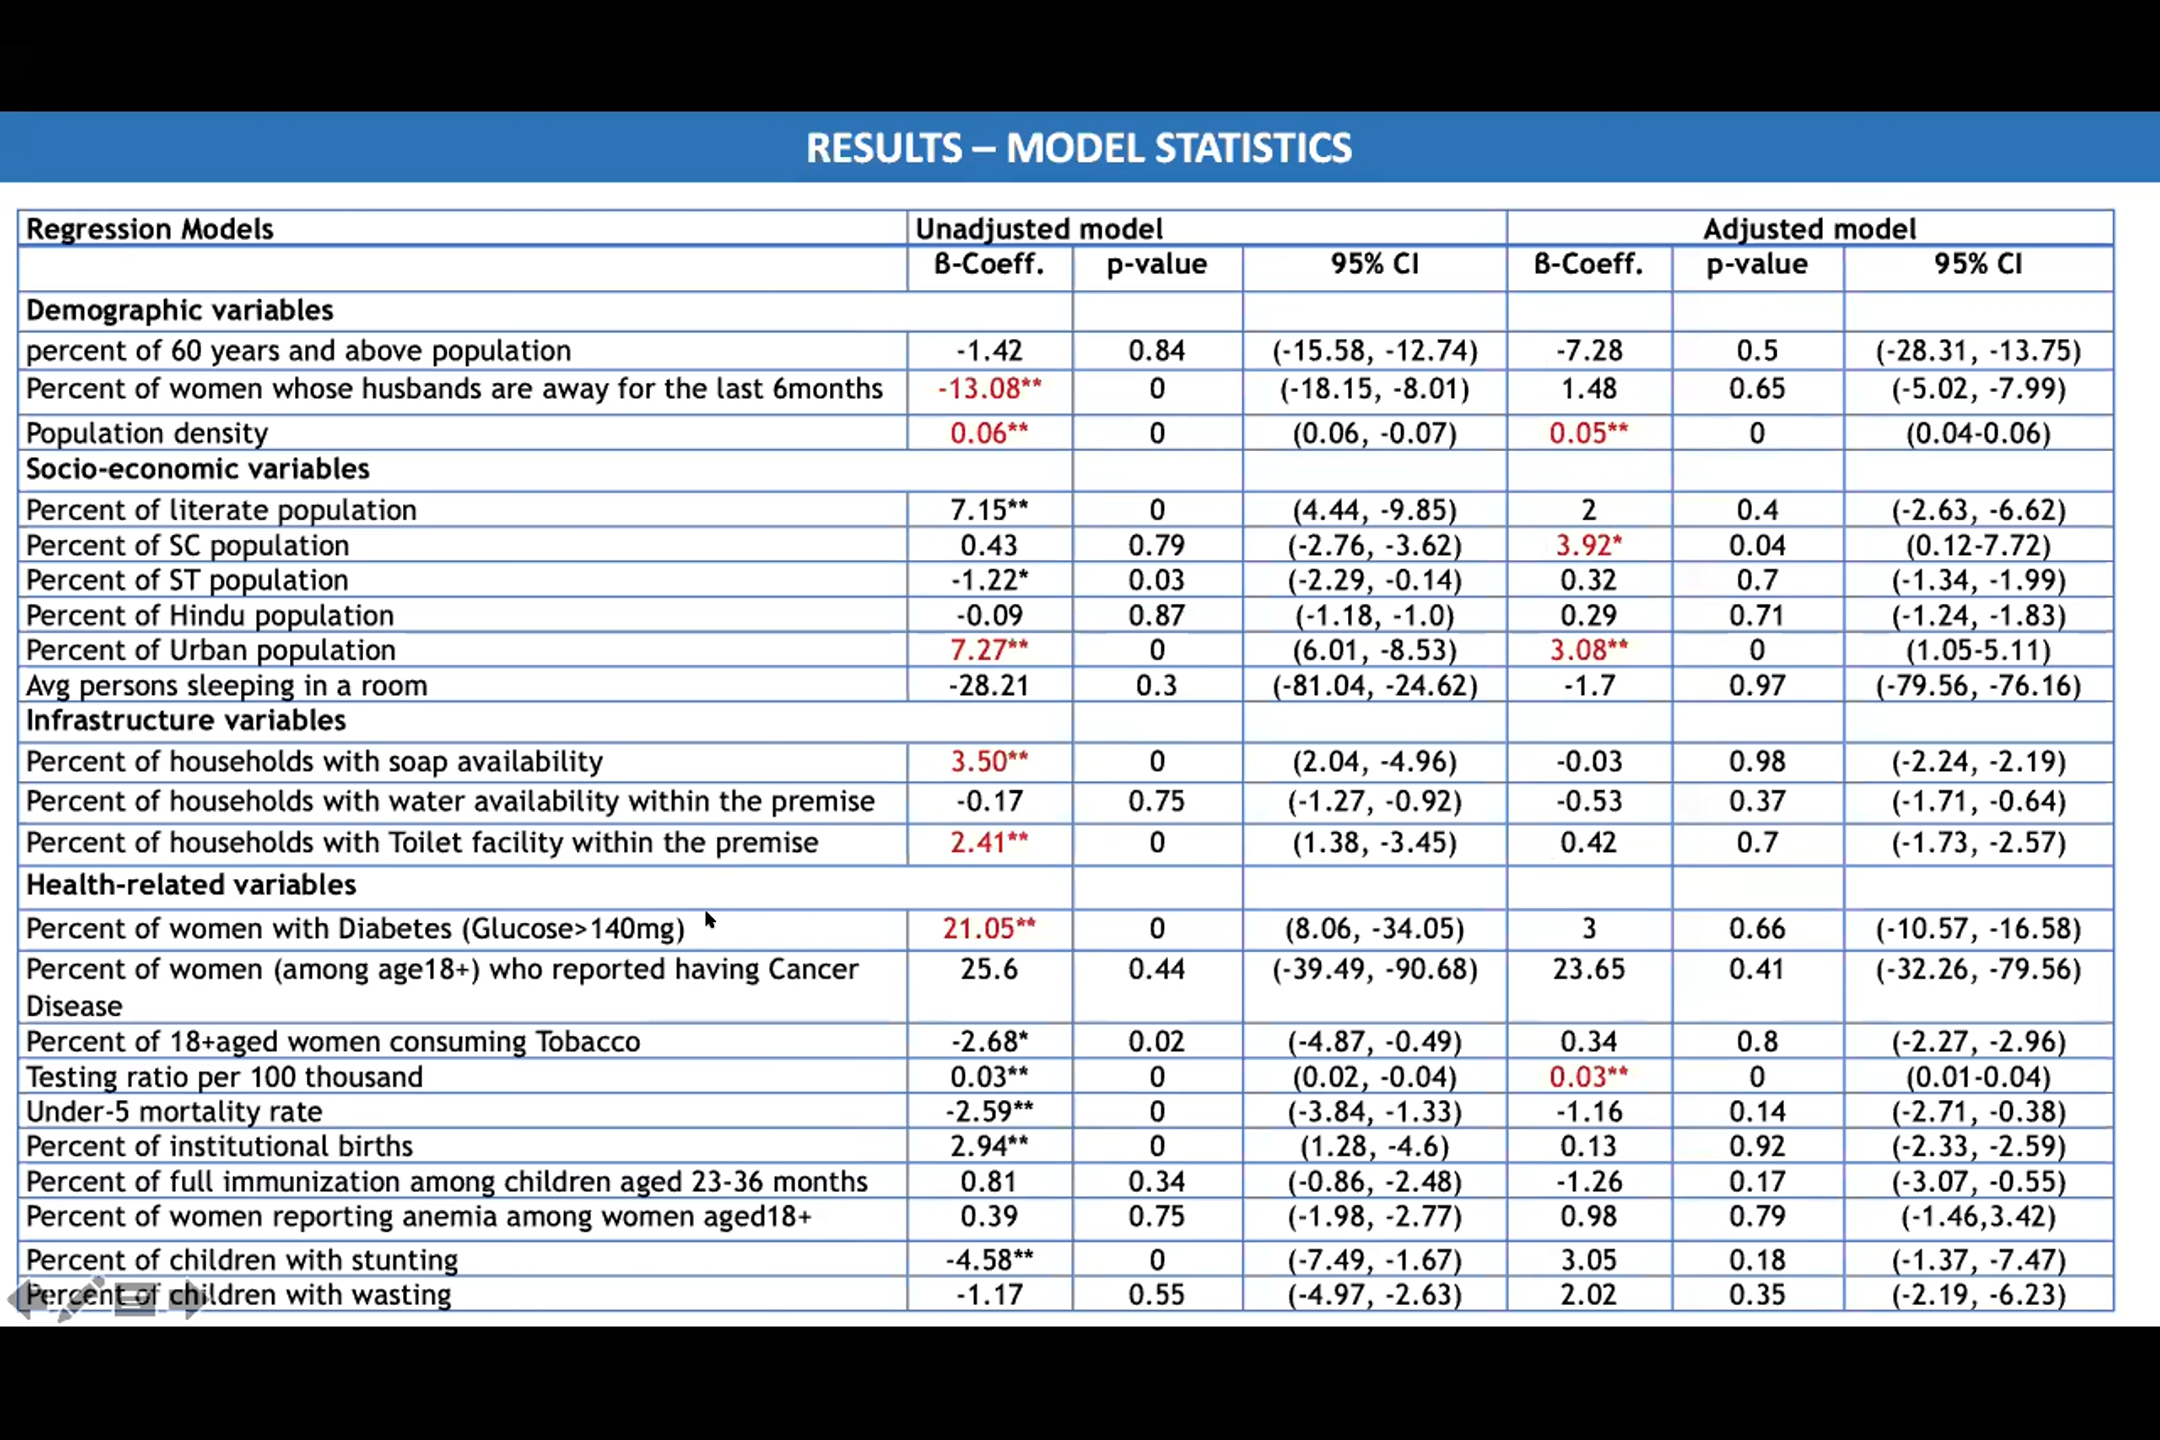 RESULTS – MODEL STATISTICS
Regression Models Unadjusted model Adjusted model
ß-Coeff. p-value 95% CI ß-Coeff. p-value 95% CI
Demographic variables
percent of 60 years and above population -1.42 0.84 (-15.58, -12.74) -7.28 0.5 (-28.31, -13.75)
Percent of women whose husbands are away for the last 6months -13.08** 0 (-18.15, -8.01) 1.48 0.65 (-5.02, -7.99)
Population density 0.06** 0 (0.06, -0.07) 0.05** 0 (0.04-0.06)
Socio-economic variables
Percent of literate population 7.15** 0 (4.44, -9.85) 2 0.4 (-2.63, -6.62)
Percent of SC population 0.43 0.79 (-2.76, -3.62) 3.92* 0.04 (0.12-7.72)
Percent of ST population -1.22* 0.03 (-2.29, -0.14) 0.32 0.7 (-1.34, -1.99)
Percent of Hindu population -0.09 0.87 (-1.18, -1.0) 0.29 0.71 (-1.24, -1.83)
Percent of Urban population 7.27** 0 (6.01, -8.53) 3.08** 0 (1.05-5.11)
Avg persons sleeping in a room -28.21 0.3 (-81.04, -24.62) -1.7 0.97 (-79.56, -76.16)
Infrastructure variables
Percent of households with soap availability 3.50** 0 (2.04, -4.96) -0.03 0.98 (-2.24, -2.19)
Percent of households with water availability within the premise -0.17 0.75 (-1.27, -0.92) -0.53 0.37 (-1.71, -0.64)
Percent of households with Toilet facility within the premise 2.41** 0 (1.38, -3.45) 0.42 0.7 (-1.73, -2.57)
Health-related variables
Percent of women with Diabetes (Glucose>140mg) 21.05** 0 (8.06, -34.05) 3 0.66 (-10.57, -16.58)
Percent of women (among age18+) who reported having Cancer 25.6 0.44 (-39.49, -90.68) 23.65 0.41 (-32.26, -79.56)
Disease
Percent of 18+aged women consuming Tobacco -2.68* 0.02 (-4.87, -0.49) 0.34 0.8 (-2.27, -2.96)
Testing ratio per 100 thousand 0.03** 0 (0.02, -0.04) 0.03** 0 (0.01-0.04)
Under-5 mortality rate -2.59** 0 (-3.84, -1.33) -1.16 0.14 (-2.71, -0.38)
Percent of institutional births 2.94** 0 (1.28, -4.6) 0.13 0.92 (-2.33, -2.59)
Percent of full immunization among children aged 23-36 months 0.81 0.34 (-0.86, -2.48) -1.26 0.17 (-3.07, -0.55)
Percent of women reporting anemia among women aged18+ 0.39 0.75 (-1.98, -2.77) 0.98 0.79 (-1.46,3.42)
Percent of children with stunting -4.58** 0 (-7.49, -1.67) 3.05 0.18 (-1.37, -7.47)
Percent of children with wasting -1.17 0.55 (-4.97, -2.63) 2.02 0.35 (-2.19, -6.23)